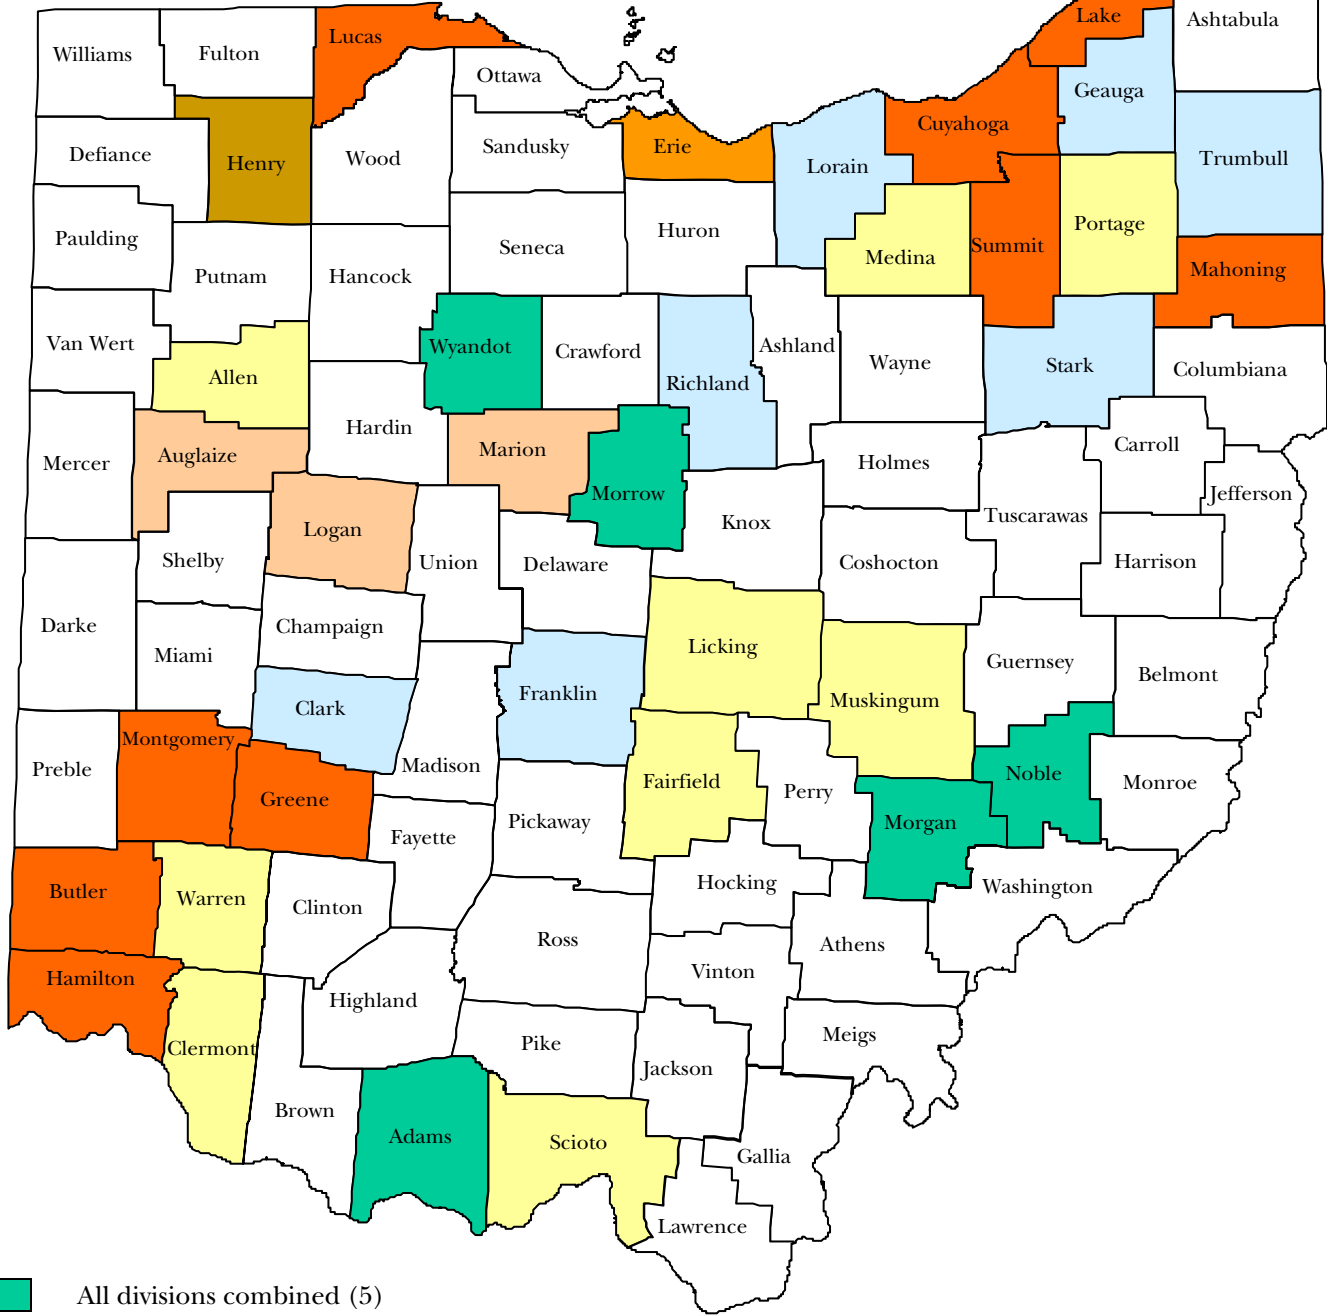 Lake
Ashtabula
Williams
Fulton
Lucas
Ottawa
Geauga
Cuyahoga
Defiance
Henry
Wood
Sandusky
Erie
Lorain
Trumbull
Paulding
Putnam
Hancock
Seneca
Huron
Medina
Summit
Portage
Mahoning
Van Wert
Allen
Wyandot
Crawford
Richland
Ashland
Wayne
Stark
Columbiana
Mercer
Auglaize
Hardin
Marion
Morrow
Holmes
Carroll
Jefferson
Logan
Knox
Tuscarawas
Shelby
Union
Delaware
Coshocton
Harrison
Darke
Miami
Champaign
Licking
Guernsey
Belmont
Clark
Franklin
Muskingum
Preble
Montgomery
Madison
Greene
Fairfield
Perry
Noble
Monroe
Fayette
Pickaway
Morgan
Butler
Warren
Clinton
Hocking
Washington
Ross
Athens
Hamilton
Highland
Vinton
Clermont
Pike
Jackson
Meigs
Brown
Adams
Scioto
Gallia
Lawrence
All divisions combined (5)